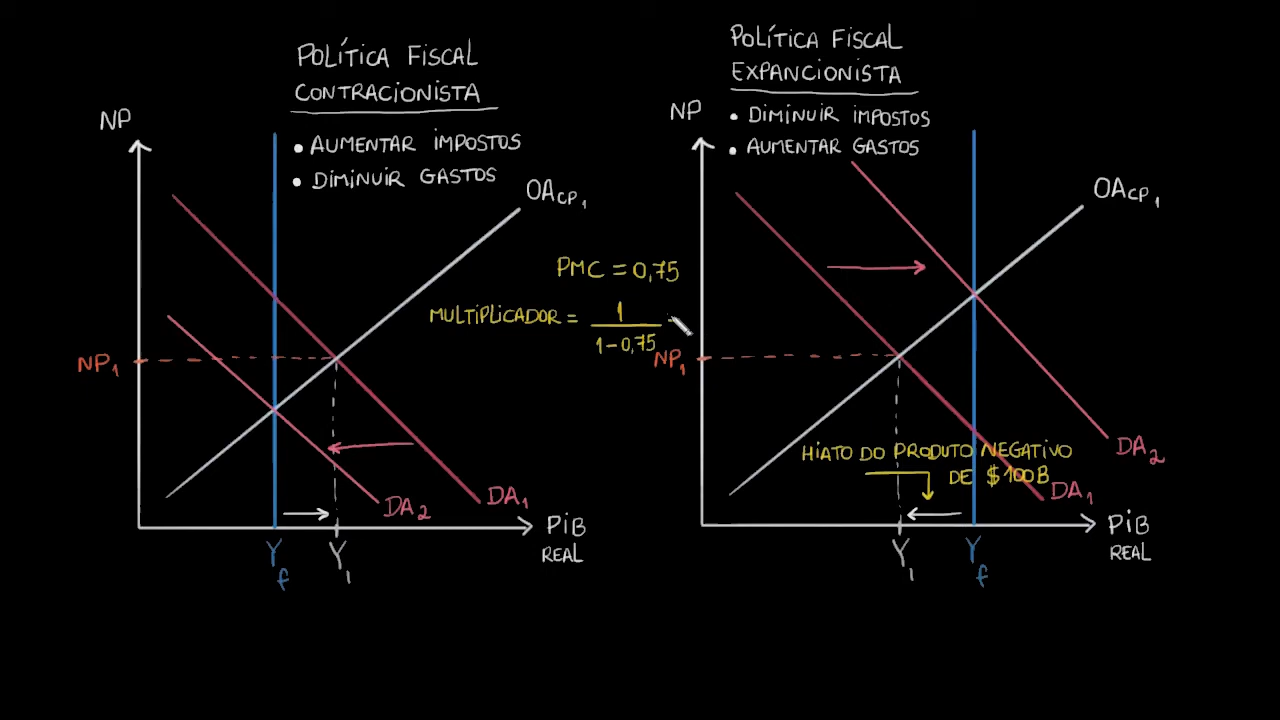 POLÍTICA FISCAL
CONTRACIONISTA
• AUMENTAR IMPOSTOS
• DIMINUIR GASTOS
NP
OACP1
NP1
DA1
DA2
PIB
REAL
Yf
Y1
PMC = 0,75
MULTIPLICADOR = 1
1-0,75
POLÍTICA FISCAL
EXPANCIONISTA
• DIMINUIR IMPOSTOS
• AUMENTAR GASTOS
NP
OACP1
NP1
HIATO DO PRODUTO NEGATIVO
DE $100B
DA2
DA1
PIB
REAL
Y1
Yf